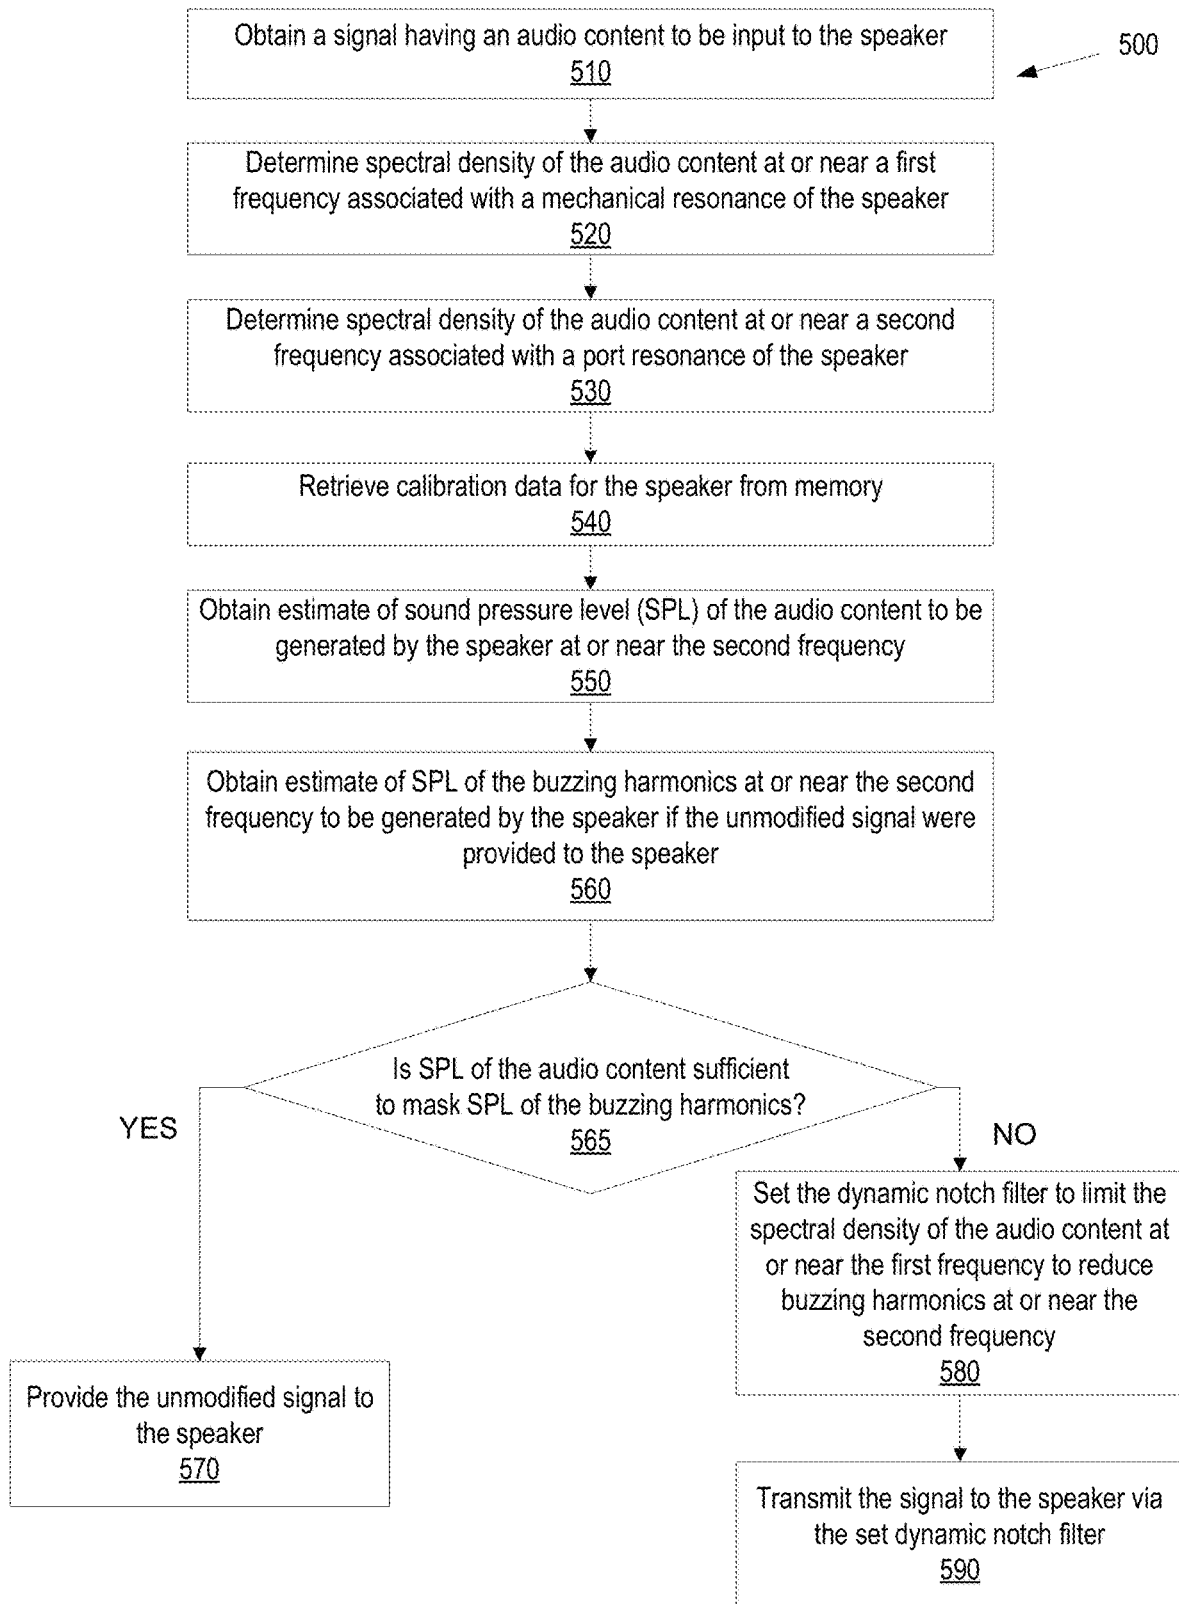 Obtain a signal having an audio content to be input to the speaker
510
500
Determine spectral density of the audio content at or near a first
frequency associated with a mechanical resonance of the speaker
520
Determine spectral density of the audio content at or near a second
frequency associated with a port resonance of the speaker
530
Retrieve calibration data for the speaker from memory
540
Obtain estimate of sound pressure level (SPL) of the audio content to be
generated by the speaker at or near the second frequency
550
Obtain estimate of SPL of the buzzing harmonics at or near the second
frequency to be generated by the speaker if the unmodified signal were
provided to the speaker
560
Is SPL of the audio content sufficient
to mask SPL of the buzzing harmonics?
565
YES
NO
Set the dynamic notch filter to limit the
spectral density of the audio content at
or near the first frequency to reduce
buzzing harmonics at or near the
second frequency
580
Provide the unmodified signal to
the speaker
570
Transmit the signal to the speaker via
the set dynamic notch filter
590